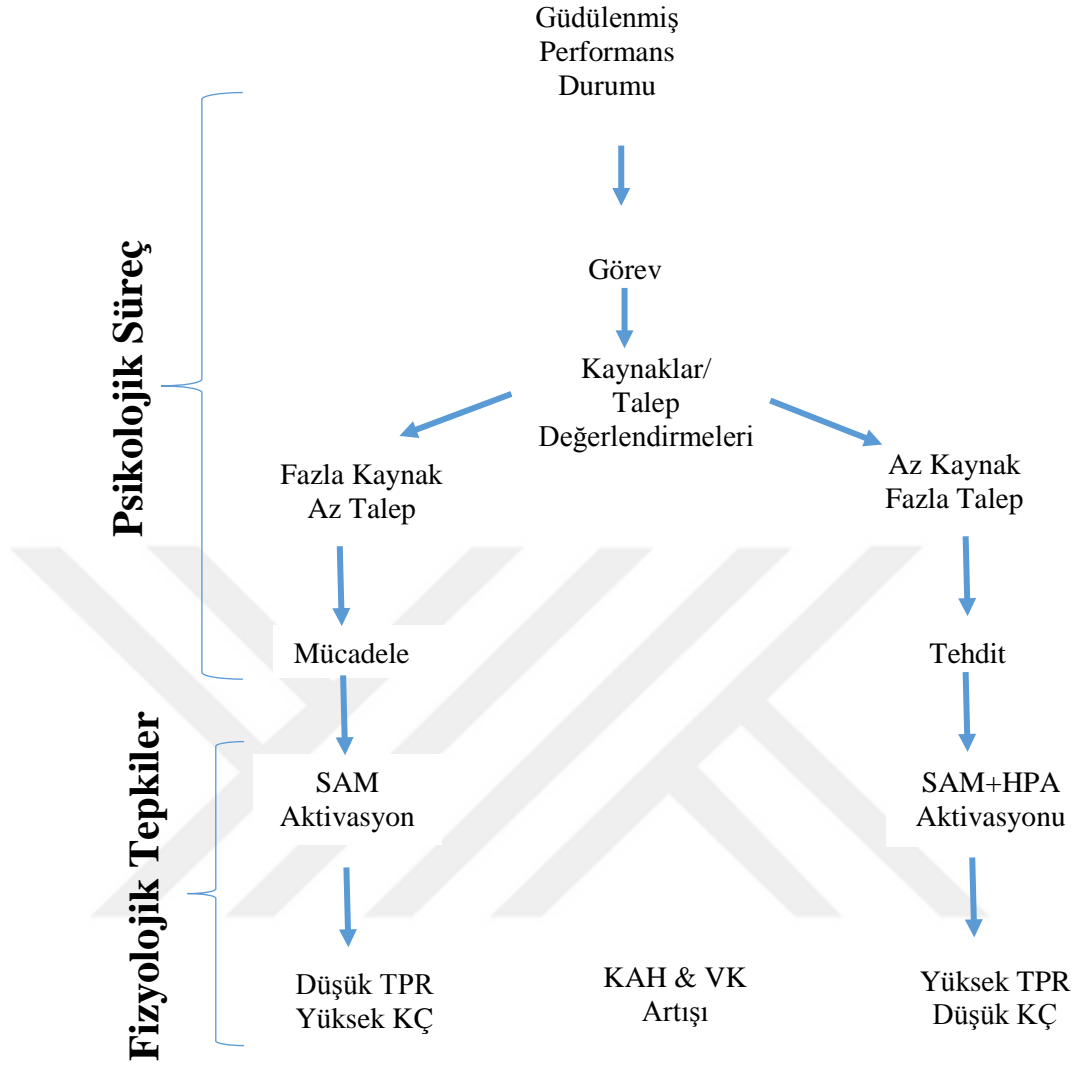 Güdülenmiş
Performans
Durumu
Psikolojik Süreç
Görev
Kaynaklar/
Talep
Değerlendirmeleri
Fazla Kaynak
Az Talep
Az Kaynak
Fazla Talep
Mücadele
Tehdit
Fizyolojik Tepkiler
SAM
Aktivasyon
SAM+HPA
Aktivasyonu
Düşük TPR
Yüksek KÇ
KAH & VK
Artışı
Yüksek TPR
Düşük KÇ